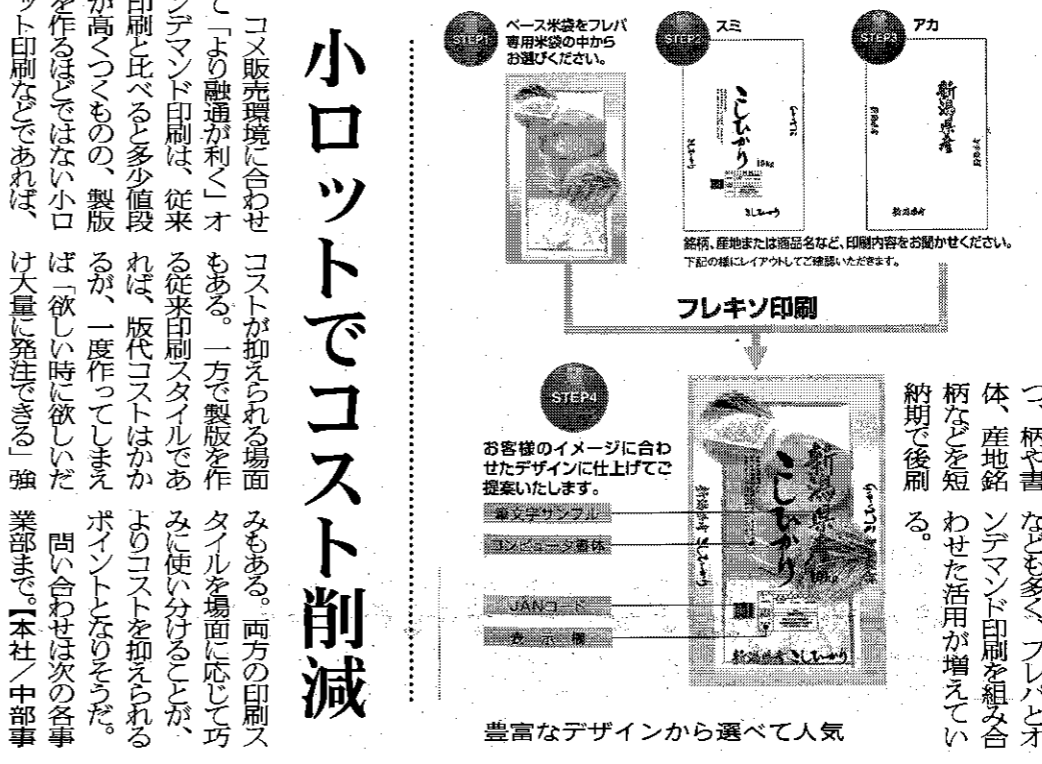 つ、柄や書
体、産地銘
柄などを短
納期で後刷
なども多く、フレバとオ
ンデマンド印刷を組み合
わせた活用が増えてい
る。
STEP1
ベース米袋をフレバ
専用米袋の中から
お選びください。
STEP2
スミ
こしひかり
10kg
STEP3
アカ
新潟県産
銘柄、産地または商品名など、印刷内容をお聞かせください。
下記の様にレイアウトしてご確認いただきます。
フレキソ印刷
STEP4
お客様のイメージに合わ
せたデザインに仕上げてご
提案いたします。
筆文字サンプル
コンピュータ書体
JANコード
表示欄
新潟県産
こしひかり
新潟県産こしひかり
豊富なデザインから選べて人気
小ロットでコスト削減
コメ販売環境に合わせ
て「より融通が利く」オ
ンデマンド印刷は、従来
印刷と比べると多少値段
が高くつくものの、製版
を作るほどではない小ロ
ット印刷などであれば、
コストが抑えられる場面
もある。一方で製版を作
る従来印刷スタイルであ
れば、版代コストはかか
るが、一度作ってしまえ
ば「欲しい時に欲しいだ
け大量に発注できる」強
みもある。両方の印刷ス
タイルを場面に応じて巧
みに使い分けることが、
よりコストを抑えられる
ポイントとなりそうだ。
問い合わせは次の各事
業部まで。【本社/中部事